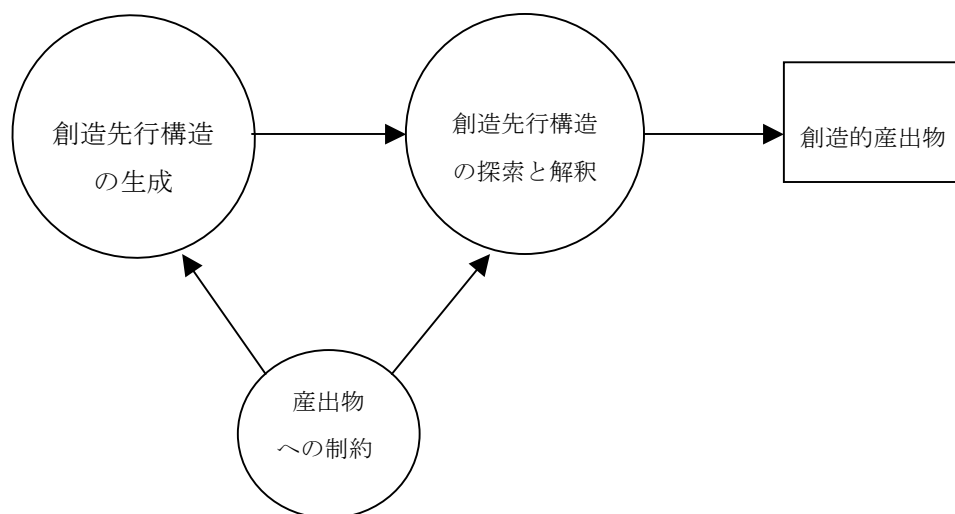 創造先行構造
の生成
創造先行構造
の探索と解釈
創造的産出物
産出物
への制約